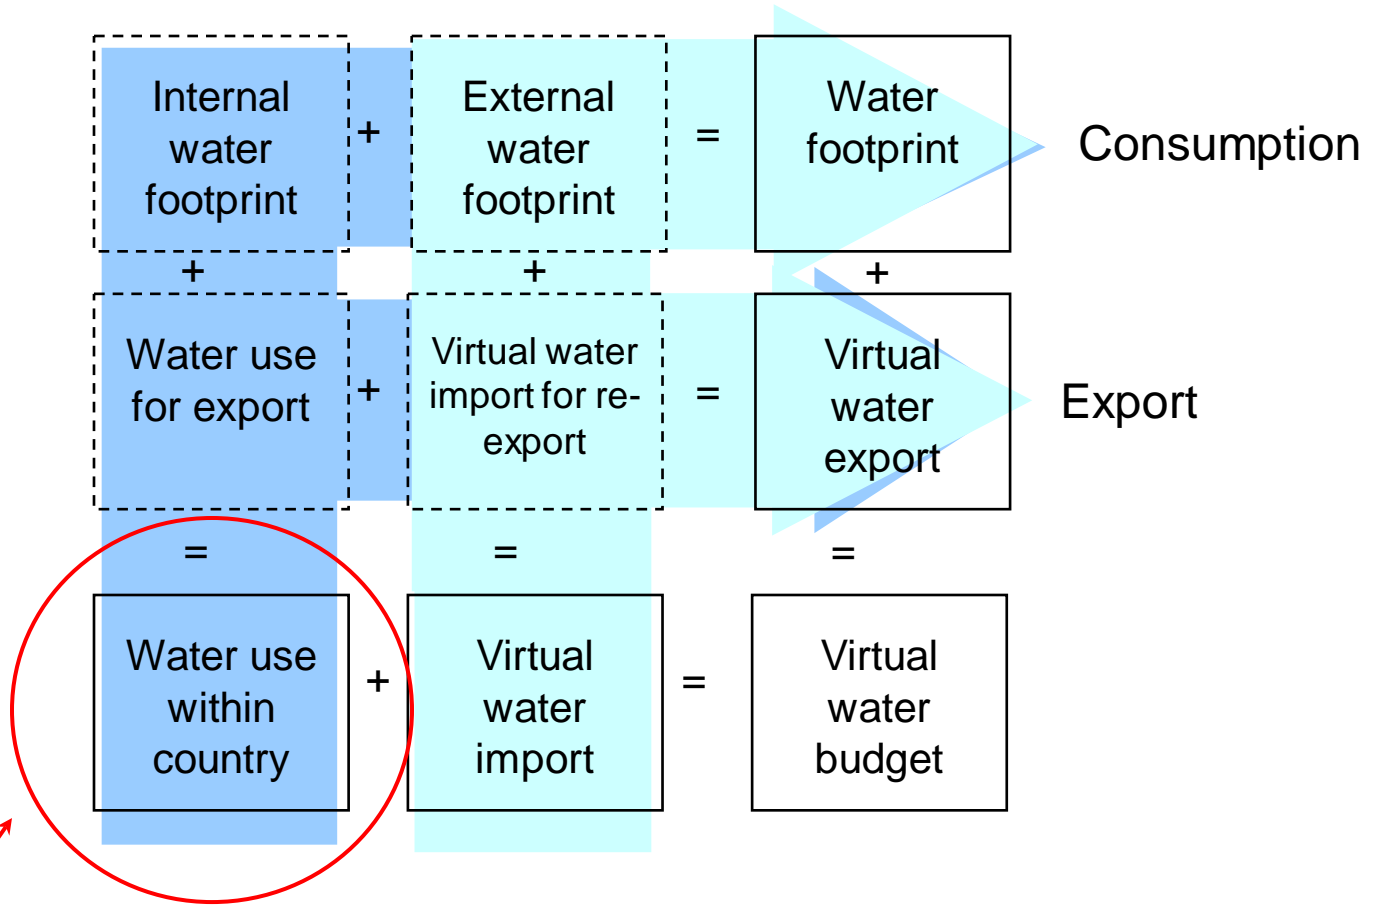 Internal
water
footprint
+
External
water
footprint
=
Water
footprint
Consumption
+
+
+
Water use
for export
+
Virtual water
import for re-
export
=
Virtual
water
export
Export
=
=
=
Water use
within
country
+
Virtual
water
import
=
Virtual
water
budget